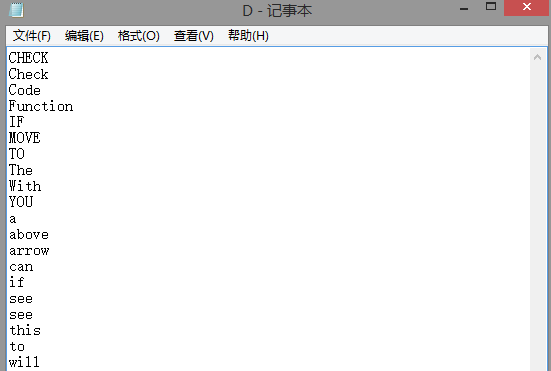 D - 记事本
文件(F) 编辑(E) 格式(O) 查看(V) 帮助(H)
CHECK
Check
Code
Function
IF
MOVE
TO
The
With
YOU
a
above
arrow
can
if
see
see
this
to
will